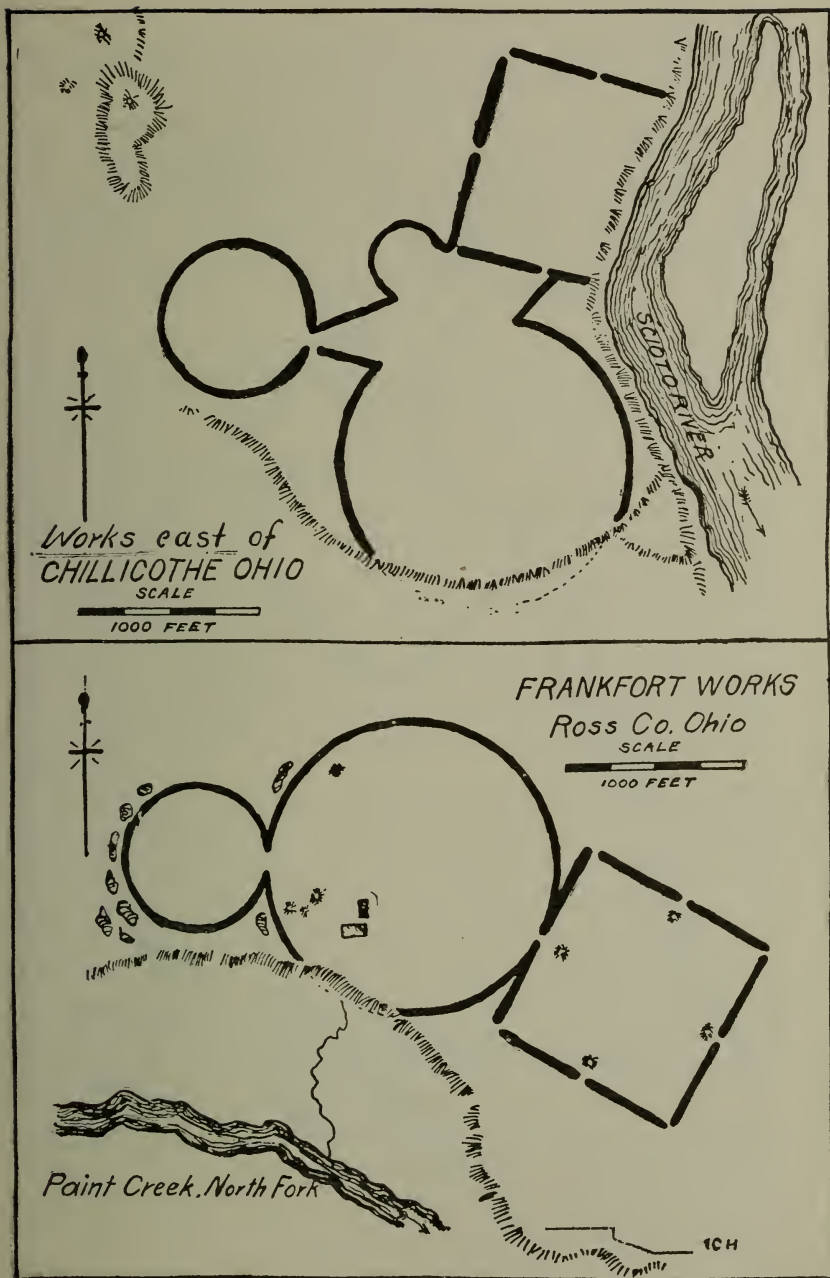 SCIOTO RIVER
Works east of
CHILLICOTHE OHIO
SCALE
1000 FEET
FRANKFORT WORKS
Ross Co. Ohio
SCALE
1000 FEET
Paint Creek, North Fork